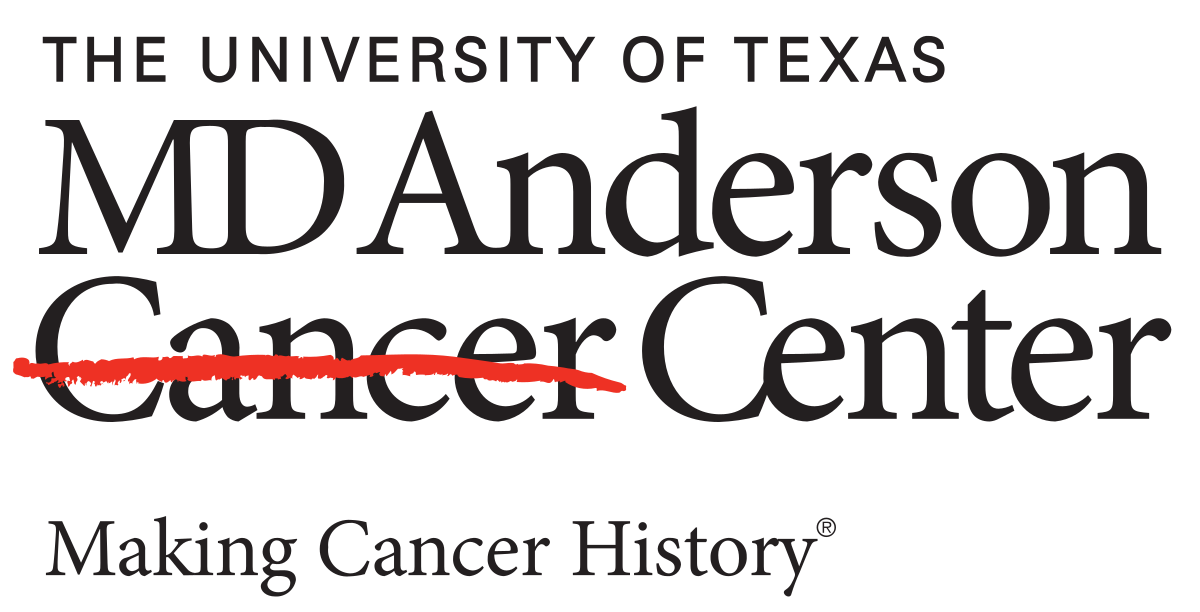 THE UNIVERSITY OF TEXAS
MD Anderson
Cancer Center
Making Cancer History®